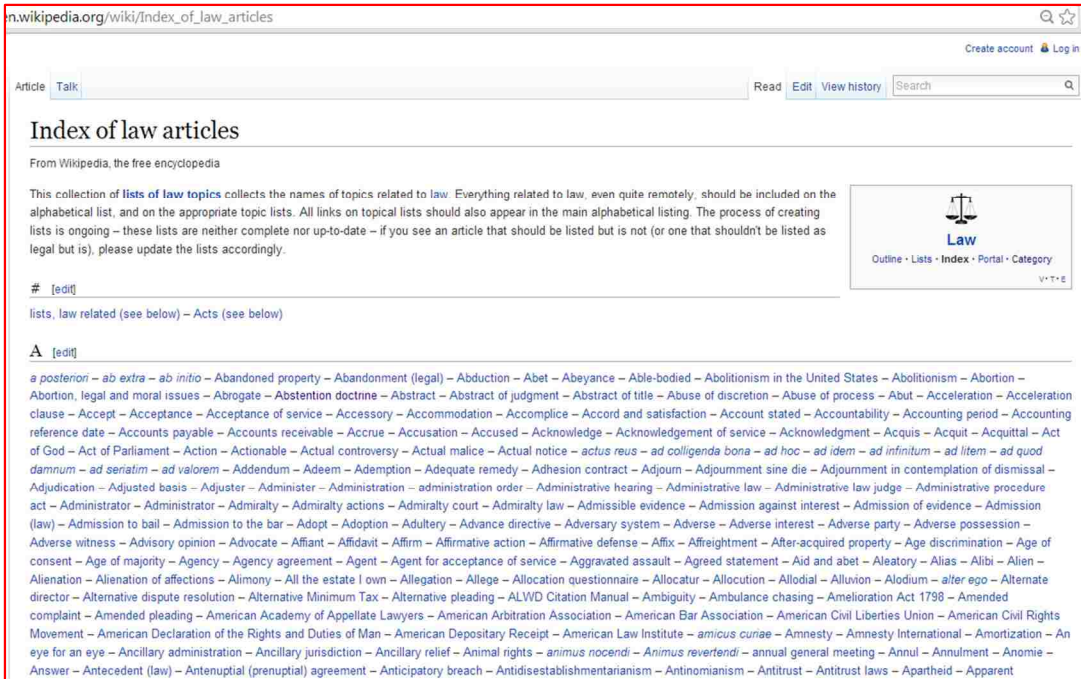 en.wikipedia.org/wiki/Index_of_law_articles
Create account Log in
Article Talk Read Edit View history Search
Index of law articles
From Wikipedia, the free encyclopedia
This collection of lists of law topics collects the names of topics related to law. Everything related to law, even quite remotely, should be included on the
alphabetical list, and on the appropriate topic lists. All links on topical lists should also appear in the main alphabetical listing. The process of creating
lists is ongoing – these lists are neither complete nor up-to-date – if you see an article that should be listed but is not (or one that shouldn't be listed as
legal but is), please update the lists accordingly.
Law
Outline · Lists · Index · Portal · Category
V · T · E
# [edit]
lists, law related (see below) – Acts (see below)
A [edit]
a posteriori – ab extra – ab initio – Abandoned property – Abandonment (legal) – Abduction – Abet – Abeyance – Able-bodied – Abolitionism in the United States – Abolitionism – Abortion –
Abortion, legal and moral issues – Abrogate – Abstention doctrine – Abstract – Abstract of judgment – Abstract of title – Abuse of discretion – Abuse of process – Abut – Acceleration – Acceleration
clause – Accept – Acceptance – Acceptance of service – Accessory – Accommodation – Accomplice – Accord and satisfaction – Account stated – Accountability – Accounting period – Accounting
reference date – Accounts payable – Accounts receivable – Accrue – Accusation – Accused – Acknowledge – Acknowledgement of service – Acknowledgment – Acquis – Acquit – Acquittal – Act
of God – Act of Parliament – Action – Actionable – Actual controversy – Actual malice – Actual notice – actus reus – ad colligenda bona – ad hoc – ad idem – ad infinitum – ad litem – ad quod
damnum – ad seriatim – ad valorem – Addendum – Adeem – Ademption – Adequate remedy – Adhesion contract – Adjourn – Adjournment sine die – Adjournment in contemplation of dismissal –
Adjudication – Adjusted basis – Adjuster – Administer – Administration – administration order – Administrative hearing – Administrative law – Administrative law judge – Administrative procedure
act – Administrator – Administrator – Admiralty – Admiralty actions – Admiralty court – Admiralty law – Admissible evidence – Admission against interest – Admission of evidence – Admission
(law) – Admission to bail – Admission to the bar – Adopt – Adoption – Adultery – Advance directive – Adversary system – Adverse – Adverse interest – Adverse party – Adverse possession –
Adverse witness – Advisory opinion – Advocate – Affiant – Affidavit – Affirm – Affirmative action – Affirmative defense – Affix – Affreightment – After-acquired property – Age discrimination – Age of
consent – Age of majority – Agency – Agency agreement – Agent – Agent for acceptance of service – Aggravated assault – Agreed statement – Aid and abet – Aleatory – Alias – Alibi – Alien –
Alienation – Alienation of affections – Alimony – All the estate I own – Allegation – Allege – Allocation questionnaire – Allocatur – Allocution – Allodial – Alluvion – Alodium – alter ego – Alternate
director – Alternative dispute resolution – Alternative Minimum Tax – Alternative pleading – ALWD Citation Manual – Ambiguity – Ambulance chasing – Amelioration Act 1798 – Amended
complaint – Amended pleading – American Academy of Appellate Lawyers – American Arbitration Association – American Bar Association – American Civil Liberties Union – American Civil Rights
Movement – American Declaration of the Rights and Duties of Man – American Depositary Receipt – American Law Institute – amicus curiae – Amnesty – Amnesty International – Amortization – An
eye for an eye – Ancillary administration – Ancillary jurisdiction – Ancillary relief – Animal rights – animus nocendi – Animus revertendi – annual general meeting – Annul – Annulment – Anomie –
Answer – Antecedent (law) – Antenuptial (prenuptial) agreement – Anticipatory breach – Antidisestablishmentarianism – Antinomianism – Antitrust – Antitrust laws – Apartheid – Apparent